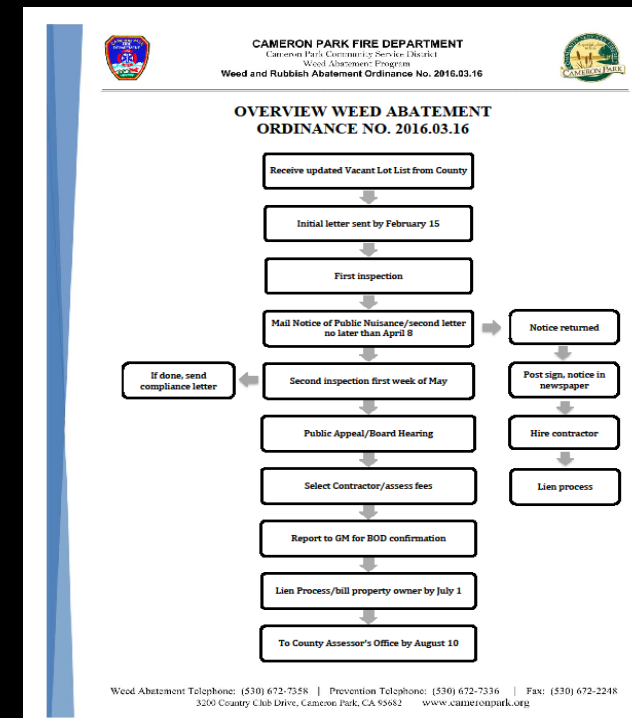 CAMERON PARK FIRE DEPARTMENT
Cameron Park Community Service District
Weed Abatement Program
Weed and Rubbish Abatement Ordinance No. 2016.03.16
CAMERON PARK
OVERVIEW WEED ABATEMENT
ORDINANCE NO. 2016.03.16
Receive updated Vacant Lot List from County
Initial letter sent by February 15
First inspection
Mail Notice of Public Nuisance/second letter
no later than April 8
Notice returned
If done, send
compliance letter
Second inspection first week of May
Post sign, notice in
newspaper
Public Appeal/Board Hearing
Hire contractor
Select Contractor/assess fees
Lien process
Report to GM for BOD confirmation
Lien Process/bill property owner by July 1
To County Assessor's Office by August 10
Weed Abatement Telephone: (530) 672-7358 | Prevention Telephone: (530) 672-7336 | Fax: (530) 672-2248
3200 Country Club Drive, Cameron Park, CA 95682 www.cameronpark.org